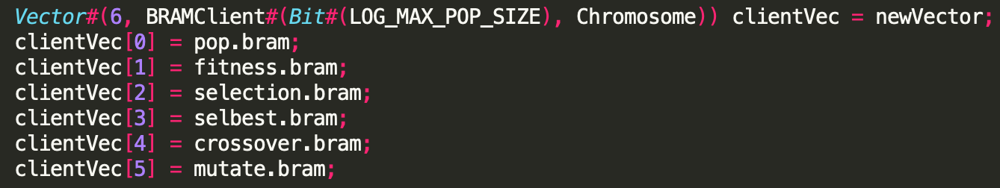 Vector#(6, BRAMClient#(Bit#(LOG_MAX_POP_SIZE), Chromosome)) clientVec = newVector;
clientVec[0] = pop.bram;
clientVec[1] = fitness.bram;
clientVec[2] = selection.bram;
clientVec[3] = selbest.bram;
clientVec[4] = crossover.bram;
clientVec[5] = mutate.bram;